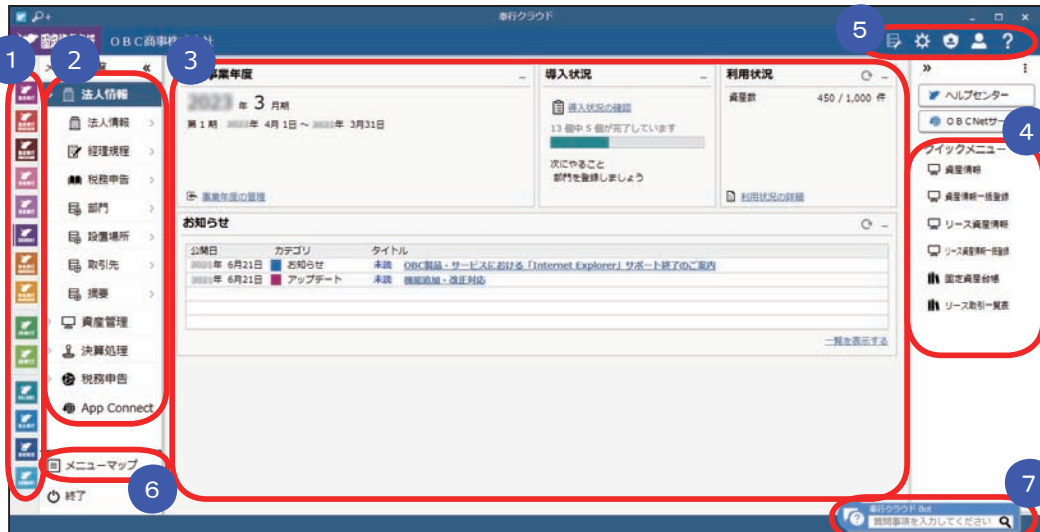 奉行クラウド
OBC商事株
5
1
2
3
4
6
7
法人情報
法人情報
経理規程
税務申告
部門
設置場所
取引先
摘要
資産管理
決算処理
税務申告
App Connect
メニューマップ
終了
事業年度
年 3 月期
第1期 年 4月 1日 ~ 年 3月31日
事業年度の管理
導入状況
導入状況の確認
13 個中 5 個が完了しています
次にやること
部門を登録しましょう
利用状況
資産数 450 / 1,000 件
利用状況の詳細
お知らせ
公開日 カテゴリ タイトル
年 6月21日 お知らせ 未読 OBC製品・サービスにおける「Internet Explorer」サポート終了のご案内
年 6月21日 アップデート 未読 機能追加・改正対応
一覧を表示する
ヘルプセンター
OBCNetサー
クイックメニュー
資産情報
資産情報一括登録
リース資産情報
リース資産情報一括登録
固定資産台帳
リース取引一覧表
奉行クラウド Bot
質問事項を入力してください